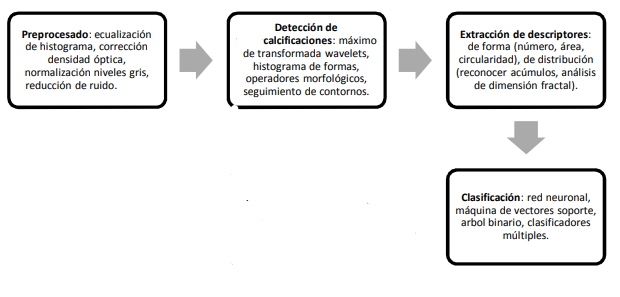 Preprocesado: ecualización
de histograma, corrección
densidad óptica,
normalización niveles gris,
reducción de ruido.
Detección de
calcificaciones: máximo
de transformada wavelets,
histograma de formas,
operadores morfológicos,
seguimiento de contornos.
Extracción de descriptores:
de forma (número, área,
circularidad), de distribución
(reconocer acúmulos, análisis
de dimensión fractal).
Clasificación: red neuronal,
máquina de vectores soporte,
arbol binario, clasificadores
múltiples.